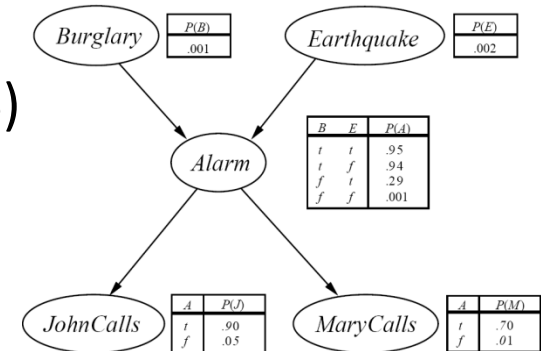 Burglary
P(B)
.001
Earthquake
P(E)
.002
)
Alarm
B E P(A)
t t .95
t f .94
f t .29
f f .001
JohnCalls
A P(J)
t .90
f .05
MaryCalls
A P(M)
t .70
f .01